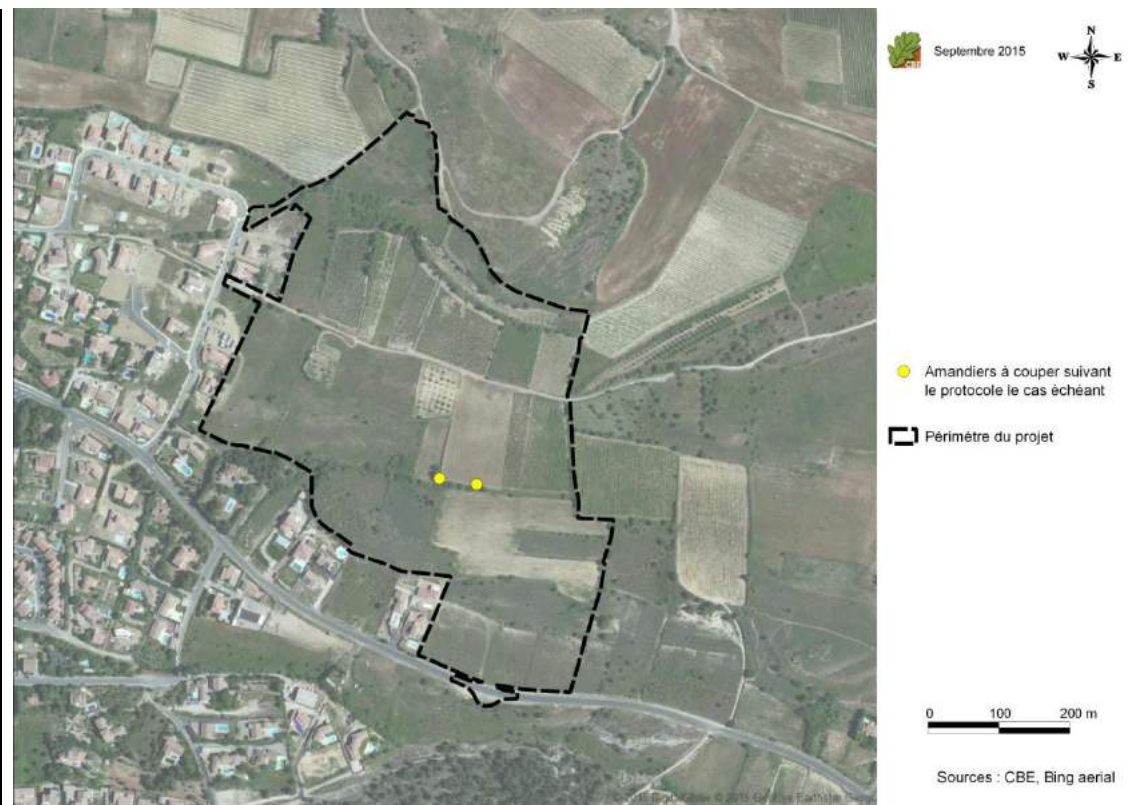 CBE
Septembre 2015
N
W E
S
Amandiers à couper suivant
le protocole le cas échéant
Périmètre du projet
0 100 200 m
Sources : CBE, Bing aerial